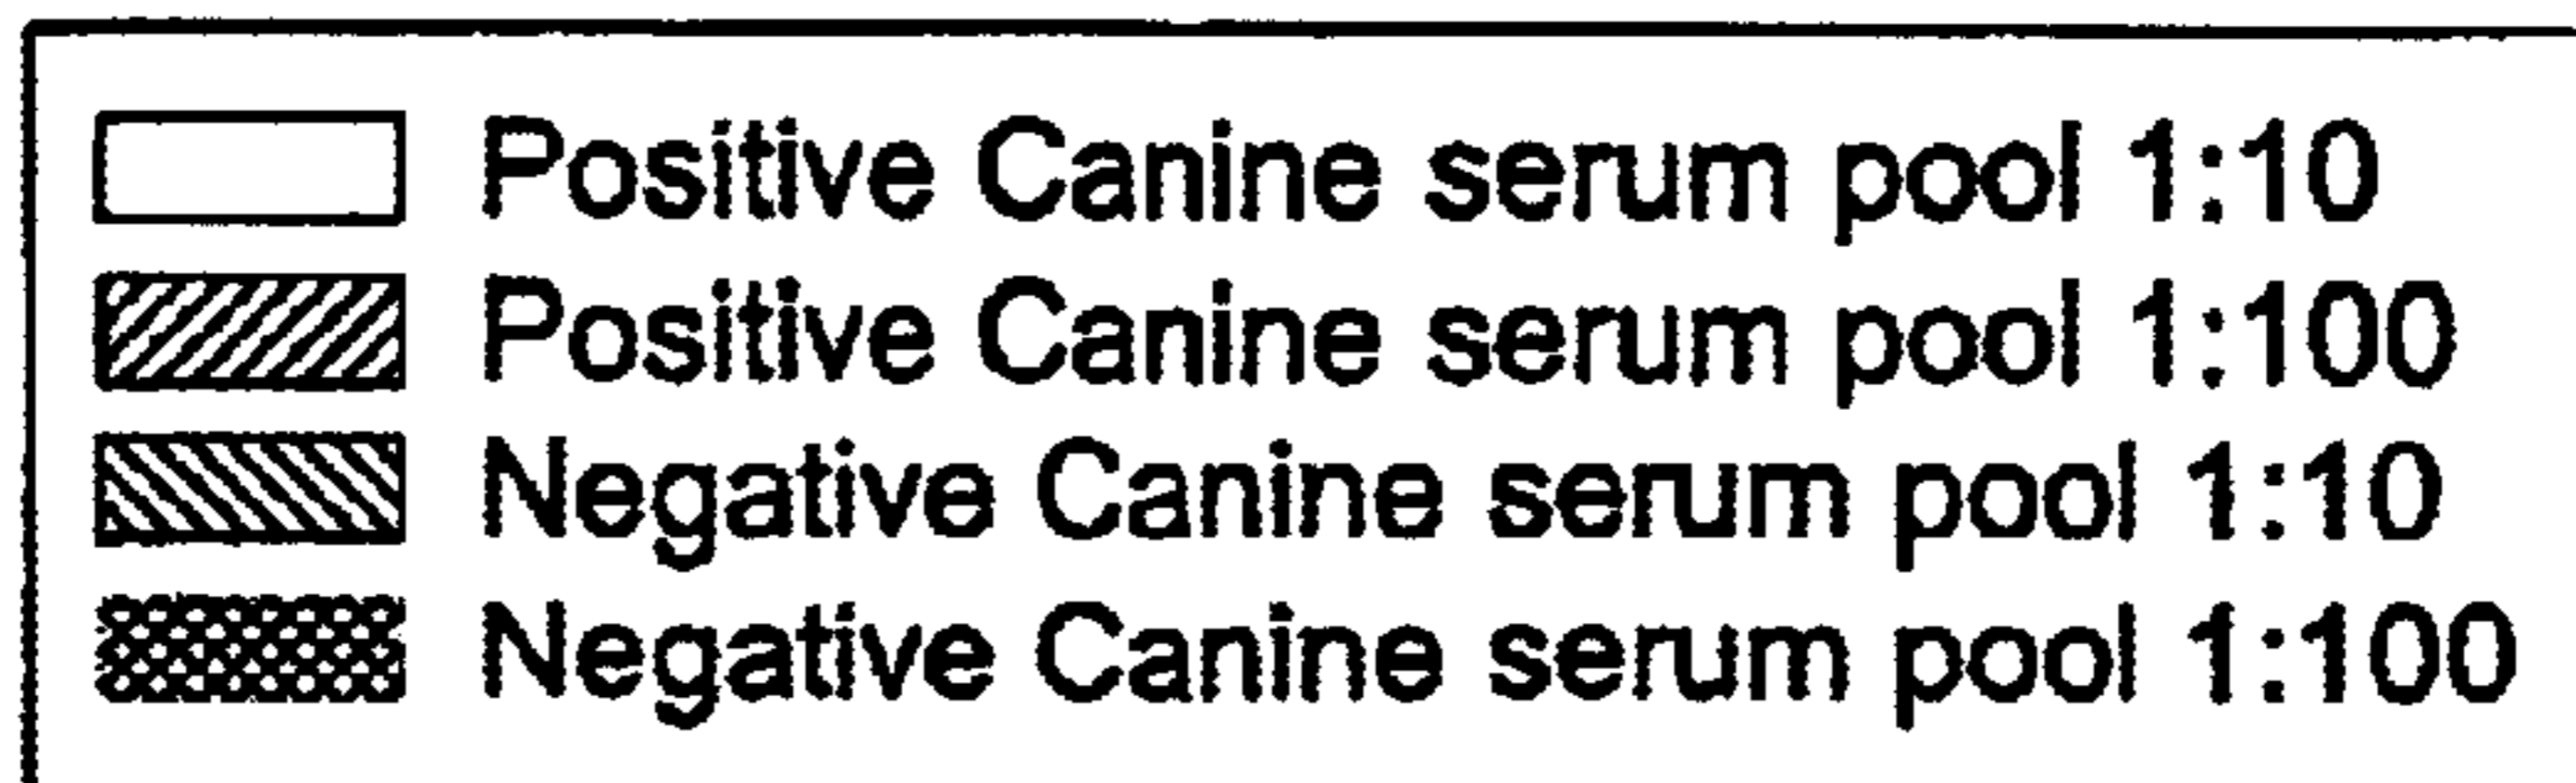 Positive Canine serum pool 1:10
Positive Canine serum pool 1:100
Negative Canine serum pool 1:10
Negative Canine serum pool 1:100